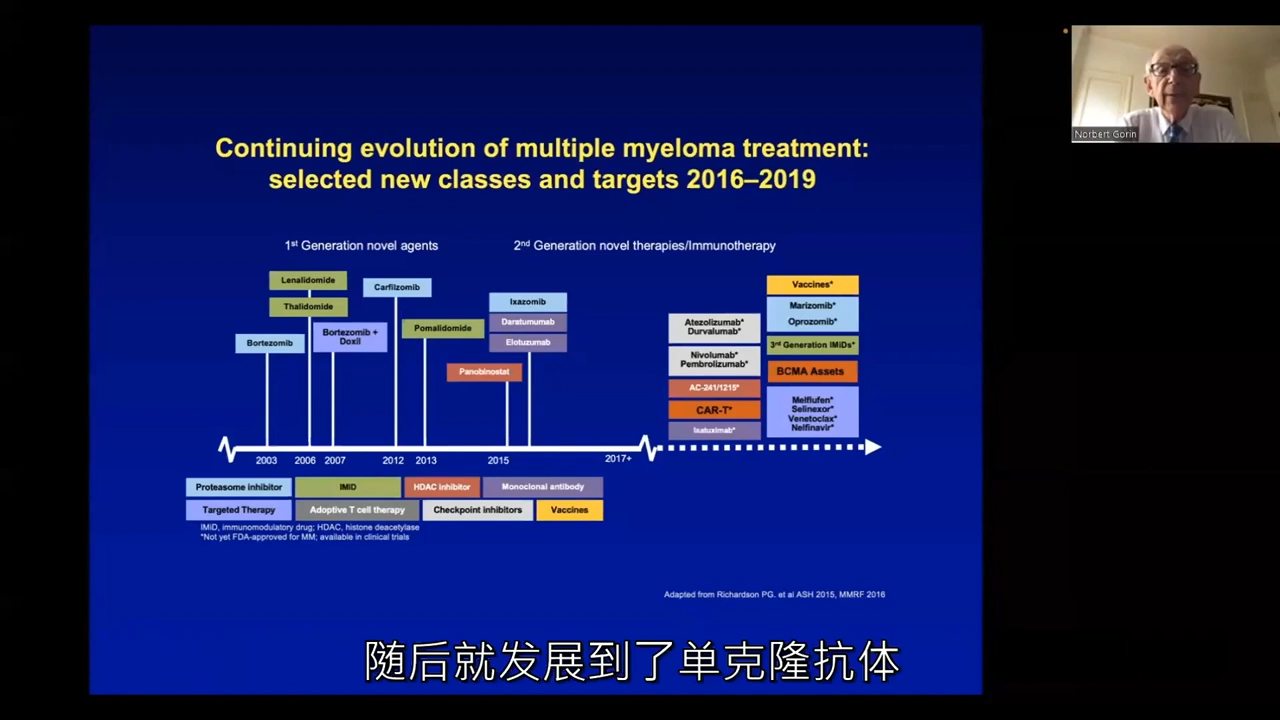 Norbert Gorin
Continuing evolution of multiple myeloma treatment:
selected new classes and targets 2016–2019
1st Generation novel agents
2nd Generation novel therapies/Immunotherapy
Lenalidomide
Thalidomide
Bortezomib
Bortezomib +
Doxil
Carfilzomib
Pomalidomide
Panobinostat
Ixazomib
Daratumumab
Elotuzumab
Atezolizumab*
Durvalumab*
Nivolumab*
Pembrolizumab*
AC-241/1215*
CAR-T*
Isatuximab*
Vaccines*
Marizomib*
Oprozomib*
3rd Generation IMiDs*
BCMA Assets
Melflufen*
Selinexor*
Venetoclax*
Nelfinavir*
2003 2006 2007 2012 2013 2015 2017+
Proteasome inhibitor IMiD HDAC inhibitor Monoclonal antibody
Targeted Therapy Adoptive T cell therapy Checkpoint inhibitors Vaccines
IMiD, immunomodulatory drug; HDAC, histone deacetylase
*Not yet FDA-approved for MM; available in clinical trials
Adapted from Richardson PG. et al ASH 2015, MMRF 2016
随后就发展到了单克隆抗体